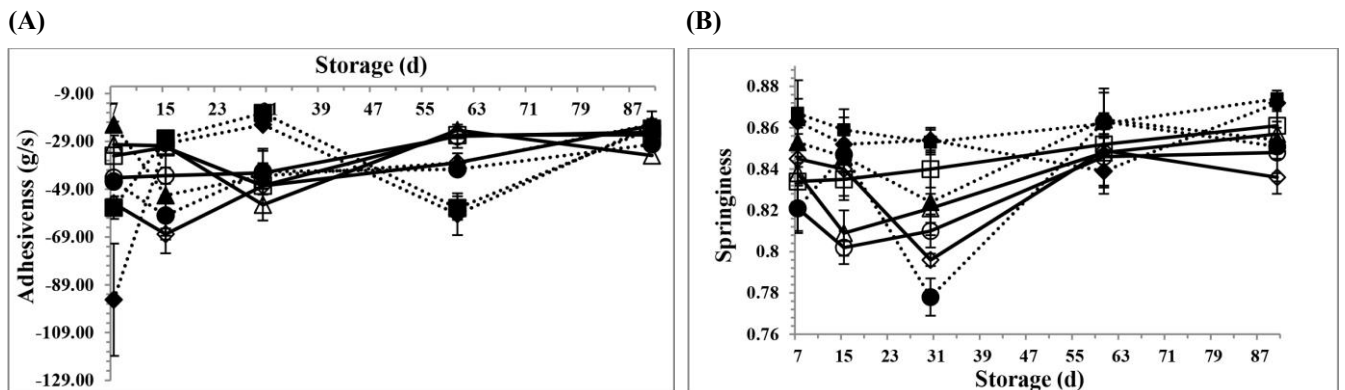 (A)
(B)
Storage (d)
-9.00
7 15 23 31 39 47 55 63 71 79 87
-29.00
-49.00
-69.00
-89.00
-109.00
-129.00
Adhesivenss (g/s)
0.88
0.86
0.84
0.82
0.8
0.78
0.76
Springiness
7 15 23 31 39 47 55 63 71 79 87
Storage (d)